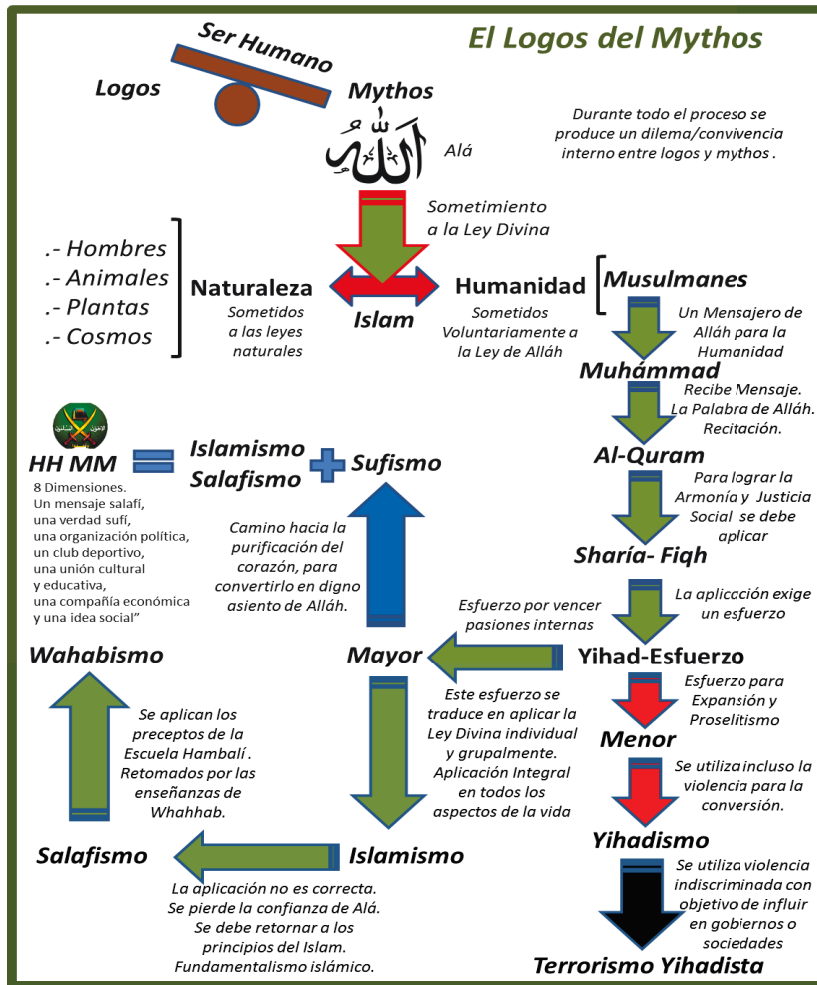 El Logos del Mythos
Ser Humano
Logos
Mythos
الله
Alá
Durante todo el proceso se
produce un dilema/convivencia
interno entre logos y mythos .
Sometimiento
a la Ley Divina
.- Hombres
.- Animales
.- Plantas
.- Cosmos
Naturaleza
Sometidos
a las leyes
naturales
Islam
Humanidad
Sometidos
Voluntariamente a
la Ley de Alláh
Musulmanes
Un Mensajero de
Alláh para la
Humanidad
Muhámmad
Recibe Mensaje.
La Palabra de Alláh.
Recitación.
Al-Quram
Para lograr la
Armonía y Justicia
Social se debe
aplicar
Sharía- Fiqh
La aplicación exige
un esfuerzo
Yihad-Esfuerzo
Esfuerzo por vencer
pasiones internas
Mayor
Camino hacia la
purificación del
corazón, para
convertirlo en digno
asiento de Alláh.
Sufismo
Islamismo
Salafismo
HH MM
8 Dimensiones.
Un mensaje salafí,
una verdad sufí,
una organización política,
un club deportivo,
una unión cultural
y educativa,
una compañía económica
y una idea social”
Este esfuerzo se
traduce en aplicar la
Ley Divina individual
y grupalmente.
Aplicación Integral
en todos los
aspectos de la vida
Islamismo
La aplicación no es correcta.
Se pierde la confianza de Alá.
Se debe retornar a los
principios del Islam.
Fundamentalismo islámico.
Salafismo
Se aplican los
preceptos de la
Escuela Hambalí .
Retomados por las
enseñanzas de
Whahhab.
Wahabismo
Esfuerzo para
Expansión y
Proselitismo
Menor
Se utiliza incluso la
violencia para la
conversión.
Yihadismo
Se utiliza violencia
indiscriminada con
objetivo de influir
en gobiernos o
sociedades
Terrorismo Yihadista